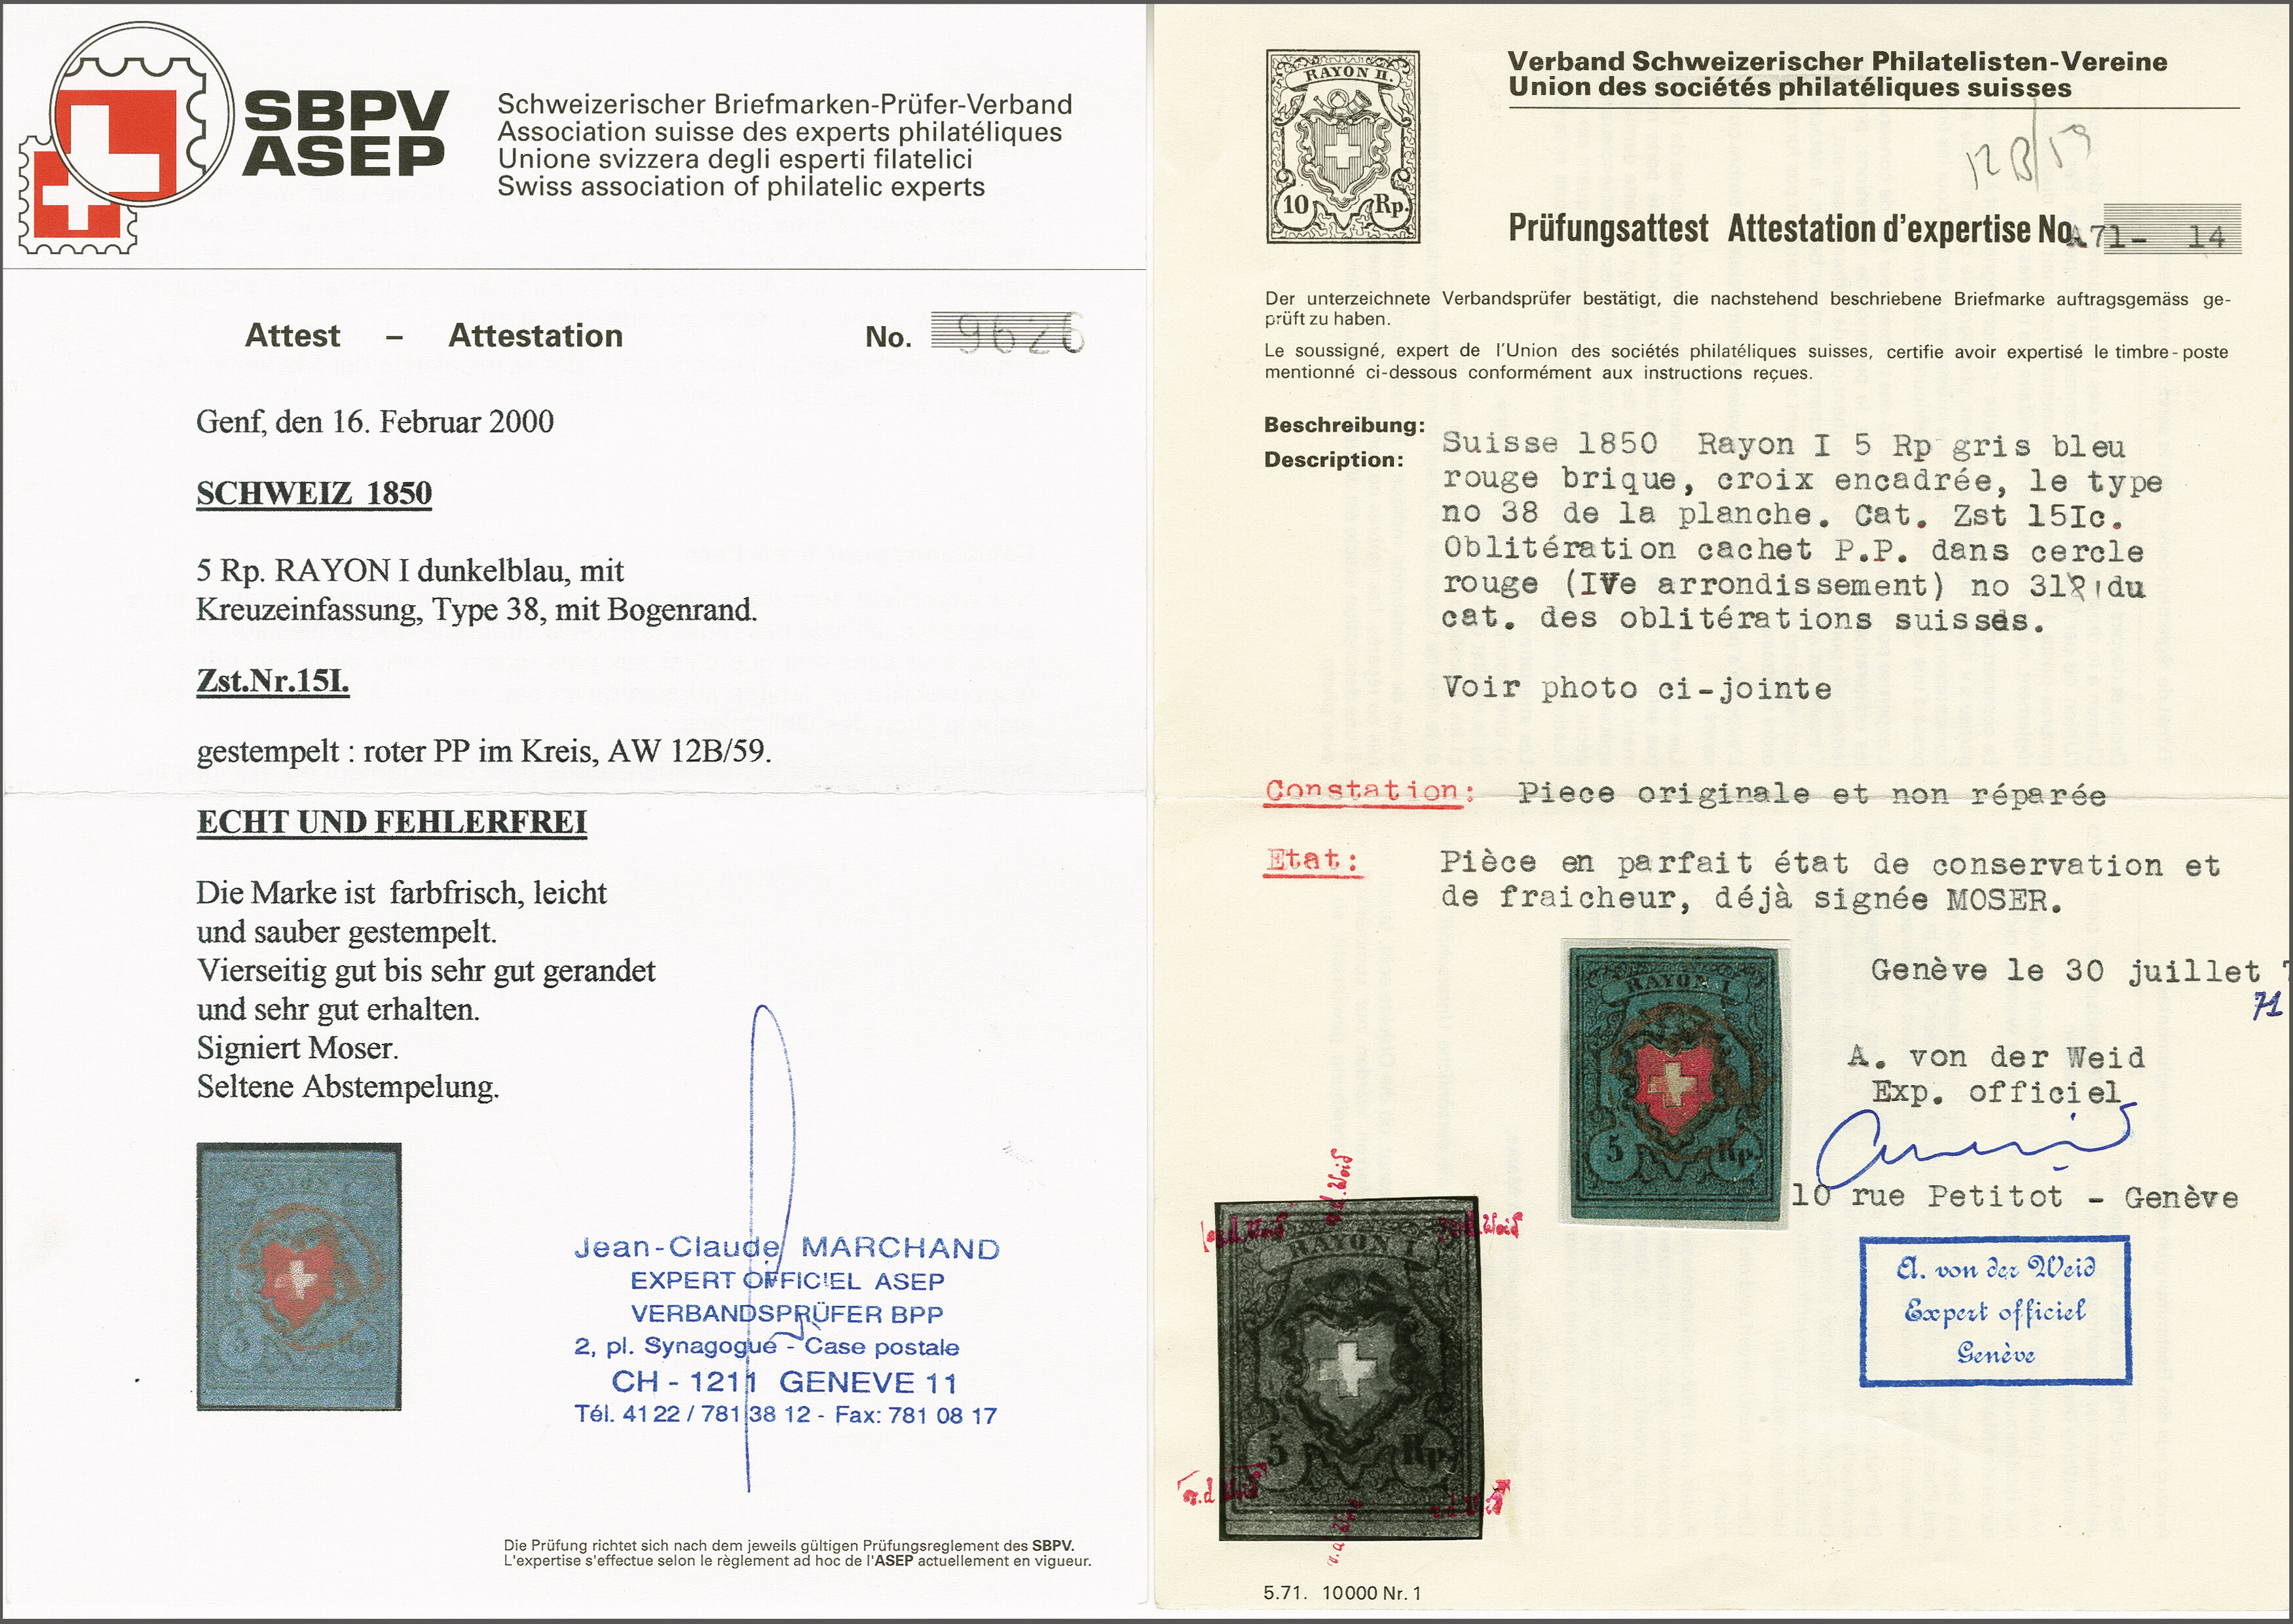 SBPV
ASEP
Schweizerischer Briefmarken-Prüfer-Verband
Association suisse des experts philatéliques
Unione svizzera degli esperti filatelici
Swiss association of philatelic experts
Attest – Attestation No. 9626
Genf, den 16. Februar 2000
SCHWEIZ 1850
5 Rp. RAYON I dunkelblau, mit
Kreuzeinfassung, Type 38, mit Bogenrand.
Zst.Nr.15I.
gestempelt : roter PP im Kreis, AW 12B/59.
ECHT UND FEHLERFREI
Die Marke ist farbfrisch, leicht
und sauber gestempelt.
Vierseitig gut bis sehr gut gerandet
und sehr gut erhalten.
Signiert Moser.
Seltene Abstempelung.
Jean-Claude MARCHAND
EXPERT OFFICIEL ASEP
VERBANDSPRÜFER BPP
2, pl. Synagogue - Case postale
CH - 1211 GENEVE 11
Tél. 41 22 / 781 38 12 - Fax: 781 08 17
Die Prüfung richtet sich nach dem jeweils gültigen Prüfungsreglement des SBPV.
L'expertise s'effectue selon le règlement ad hoc de l'ASEP actuellement en vigueur.
RAYON II.
10 Rp.
Verband Schweizerischer Philatelisten-Vereine
Union des sociétés philatéliques suisses
12B/59
Prüfungsattest Attestation d'expertise No. A71- 14
Der unterzeichnete Verbandsprüfer bestätigt, die nachstehend beschriebene Briefmarke auftragsgemäss ge-
prüft zu haben.
Le soussigné, expert de l'Union des sociétés philatéliques suisses, certifie avoir expertisé le timbre-poste
mentionné ci-dessous conformément aux instructions reçues.
Beschreibung:
Description:
Suisse 1850 Rayon I 5 Rp gris bleu
rouge brique, croix encadrée, le type
no 38 de la planche. Cat. Zst 15Ic.
Oblitération cachet P.P. dans cercle
rouge (IVe arrondissement) no du
cat. des oblitérations suisses.
Voir photo ci-jointe
Constation: Piece originale et non réparée
Etat: Pièce en parfait état de conservation et
de fraicheur, déjà signée MOSER.
Genève le 30 juillet
71
RAYON I
5 Rp.
A. von der Weid
Exp. officiel
10 rue Petitot - Genève
A. von der Weid
Expert officiel
Genève
v.d.Weid
v.d.Weid
v.d.Weid
RAYON I
5 Rp.
v.d Weid
v.d Weid
v.d Weid
5.71. 10000 Nr. 1